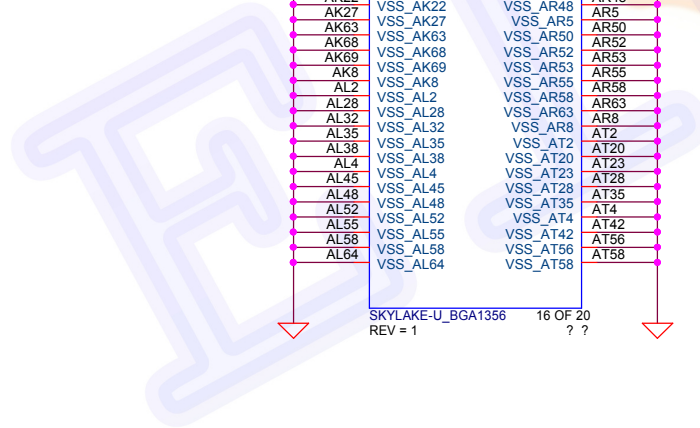 AK22 VSS_AK22 VSS_AR48
AK27 VSS_AK27 VSS_AR5 AR5
AK63 VSS_AK63 VSS_AR50 AR50
AK68 VSS_AK68 VSS_AR52 AR52
AK69 VSS_AK69 VSS_AR53 AR53
AK8 VSS_AK8 VSS_AR55 AR55
AL2 VSS_AL2 VSS_AR58 AR58
AL28 VSS_AL28 VSS_AR63 AR63
AL32 VSS_AL32 VSS_AR8 AR8
AL35 VSS_AL35 VSS_AT2 AT2
AL38 VSS_AL38 VSS_AT20 AT20
AL4 VSS_AL4 VSS_AT23 AT23
AL45 VSS_AL45 VSS_AT28 AT28
AL48 VSS_AL48 VSS_AT35 AT35
AL52 VSS_AL52 VSS_AT4 AT4
AL55 VSS_AL55 VSS_AT42 AT42
AL58 VSS_AL58 VSS_AT56 AT56
AL64 VSS_AL64 VSS_AT58 AT58
SKYLAKE-U_BGA1356 16 OF 20
REV = 1 ? ?